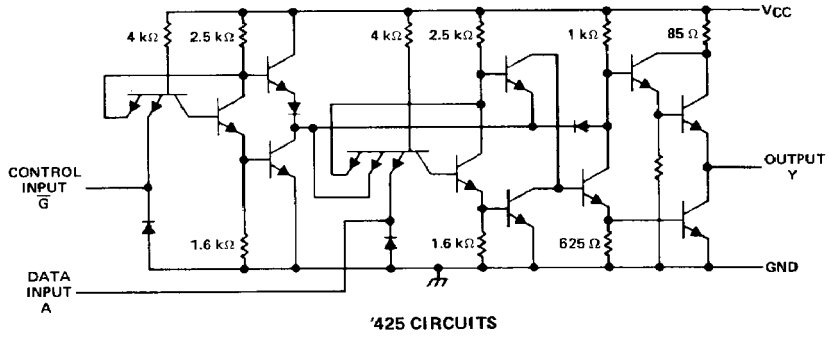 VCC
4 kΩ
2.5 kΩ
4 kΩ
2.5 kΩ
1 kΩ
85 Ω
CONTROL
INPUT
G̅
OUTPUT
Y
1.6 kΩ
1.6 kΩ
625 Ω
GND
DATA
INPUT
A
'425 CIRCUITS